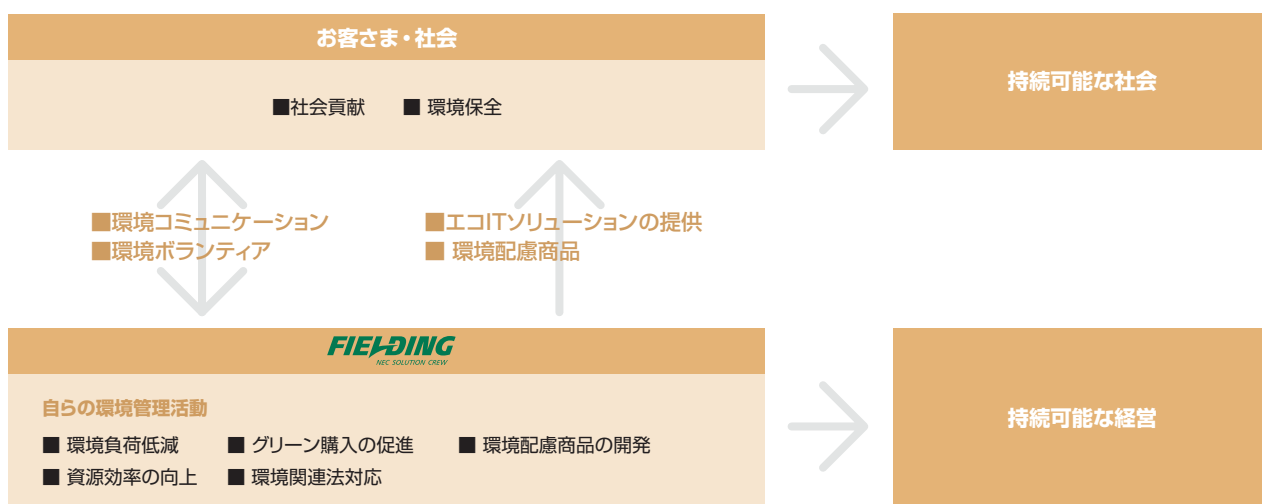 お客さま・社会
■社会貢献 ■ 環境保全
持続可能な社会
■環境コミュニケーション
■環境ボランティア
■エコITソリューションの提供
■ 環境配慮商品
FIELDING
NEC SOLUTION CREW
自らの環境管理活動
■ 環境負荷低減 ■ グリーン購入の促進 ■ 環境配慮商品の開発
■ 資源効率の向上 ■ 環境関連法対応
持続可能な経営